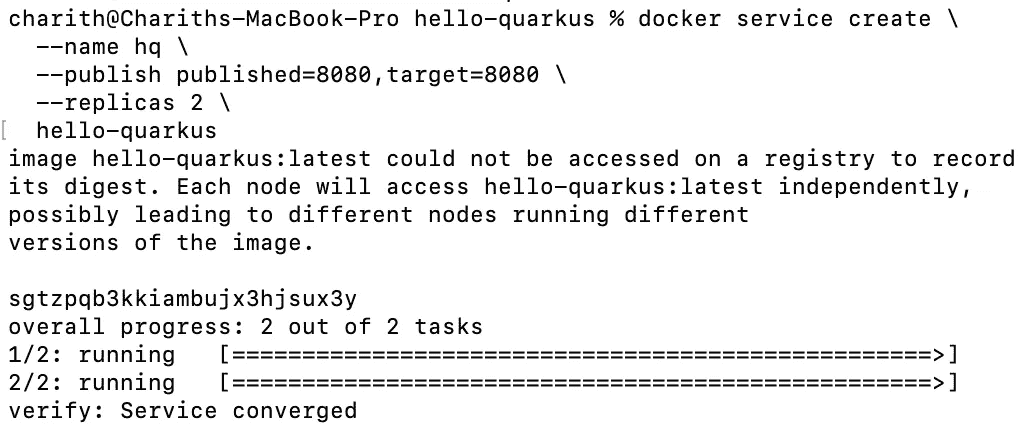 charith@Chariths-MacBook-Pro hello-quarkus % docker service create \
  --name hq \
  --publish published=8080,target=8080 \
  --replicas 2 \
[  hello-quarkus
image hello-quarkus:latest could not be accessed on a registry to record
its digest. Each node will access hello-quarkus:latest independently,
possibly leading to different nodes running different
versions of the image.

sgtzpqb3kkiambujx3hjsux3y
overall progress: 2 out of 2 tasks
1/2: running   [==================================================>]
2/2: running   [==================================================>]
verify: Service converged